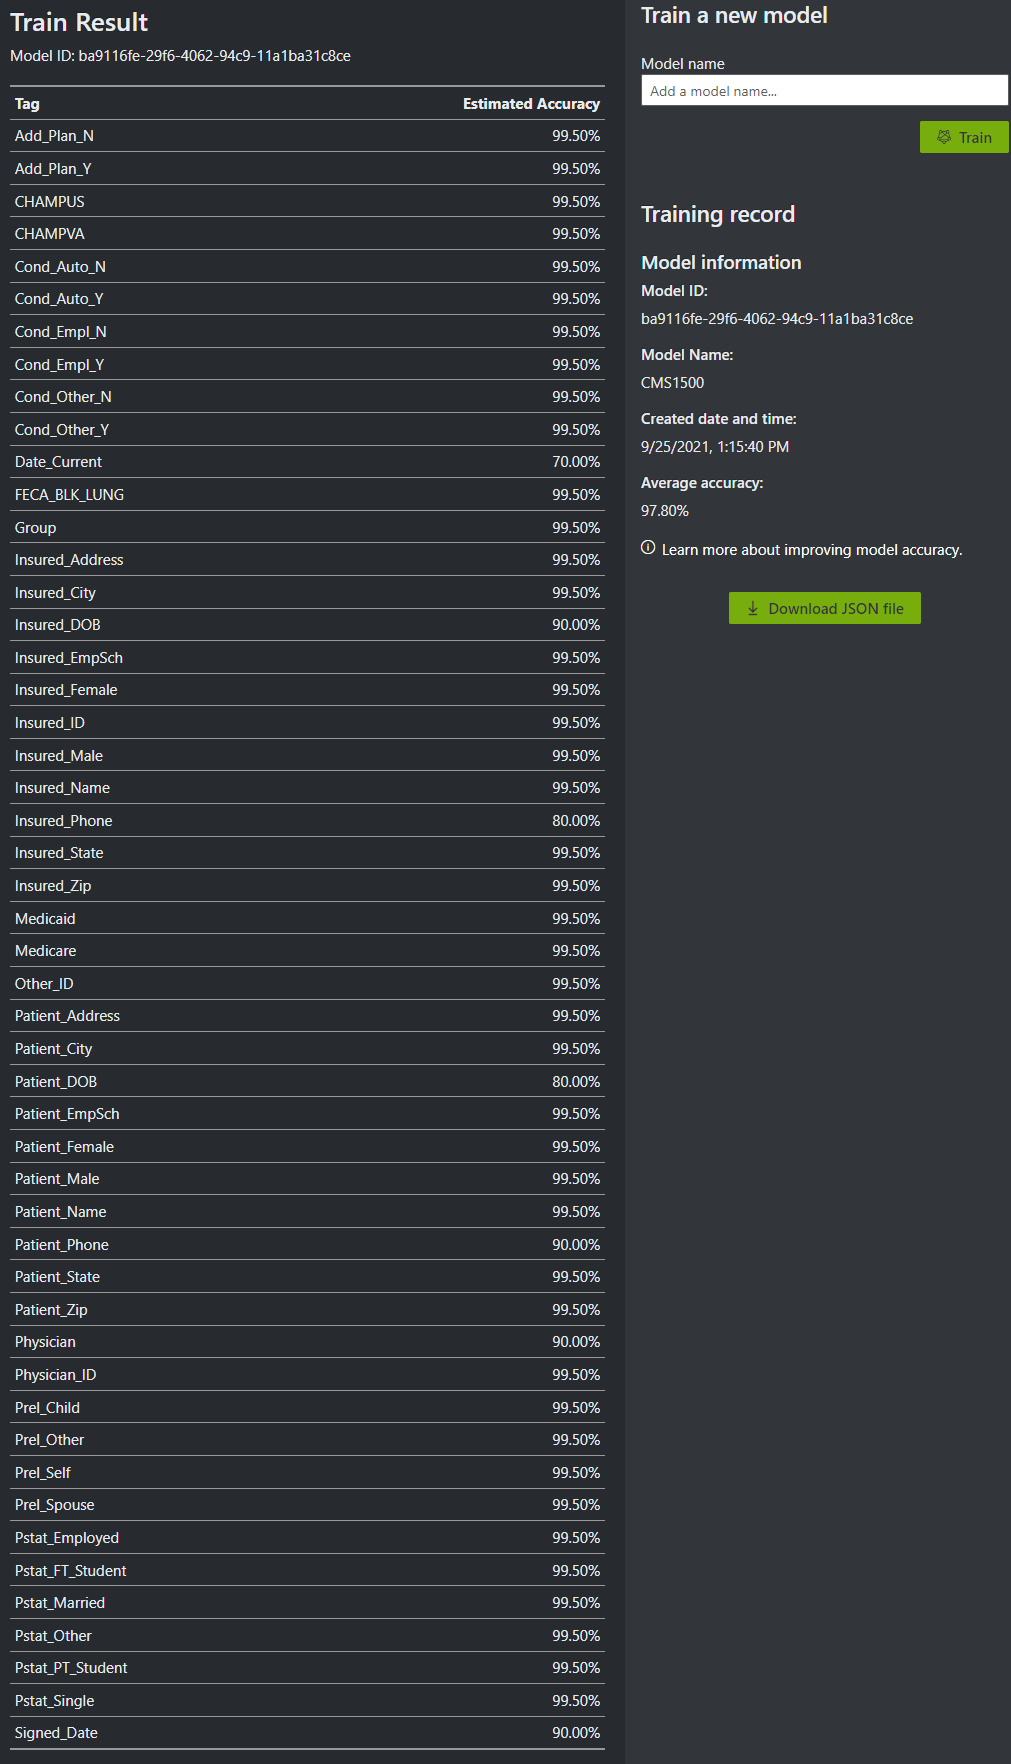 Train Result
Model ID: ba9116fe-29f6-4062-94c9-11a1ba31c8ce
Tag Estimated Accuracy
Add_Plan_N 99.50%
Add_Plan_Y 99.50%
CHAMPUS 99.50%
CHAMPVA 99.50%
Cond_Auto_N 99.50%
Cond_Auto_Y 99.50%
Cond_Empl_N 99.50%
Cond_Empl_Y 99.50%
Cond_Other_N 99.50%
Cond_Other_Y 99.50%
Date_Current 70.00%
FECA_BLK_LUNG 99.50%
Group 99.50%
Insured_Address 99.50%
Insured_City 99.50%
Insured_DOB 90.00%
Insured_EmpSch 99.50%
Insured_Female 99.50%
Insured_ID 99.50%
Insured_Male 99.50%
Insured_Name 99.50%
Insured_Phone 80.00%
Insured_State 99.50%
Insured_Zip 99.50%
Medicaid 99.50%
Medicare 99.50%
Other_ID 99.50%
Patient_Address 99.50%
Patient_City 99.50%
Patient_DOB 80.00%
Patient_EmpSch 99.50%
Patient_Female 99.50%
Patient_Male 99.50%
Patient_Name 99.50%
Patient_Phone 90.00%
Patient_State 99.50%
Patient_Zip 99.50%
Physician 90.00%
Physician_ID 99.50%
Prel_Child 99.50%
Prel_Other 99.50%
Prel_Self 99.50%
Prel_Spouse 99.50%
Pstat_Employed 99.50%
Pstat_FT_Student 99.50%
Pstat_Married 99.50%
Pstat_Other 99.50%
Pstat_PT_Student 99.50%
Pstat_Single 99.50%
Signed_Date 90.00%
Train a new model
Model name
Add a model name...
Train
Training record
Model information
Model ID:
ba9116fe-29f6-4062-94c9-11a1ba31c8ce
Model Name:
CMS1500
Created date and time:
9/25/2021, 1:15:40 PM
Average accuracy:
97.80%
Learn more about improving model accuracy.
Download JSON file